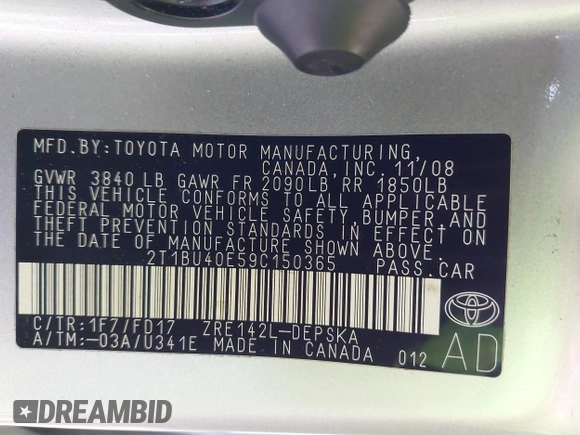 MFD.BY:TOYOTA MOTOR MANUFACTURING,
CANADA,INC. 11/08
GVWR 3840 LB GAWR FR 2090LB RR 1850LB
THIS VEHICLE CONFORMS TO ALL APPLICABLE
FEDERAL MOTOR VEHICLE SAFETY,BUMPER,AND
THEFT PREVENTION STANDARDS IN EFFECT ON
THE DATE OF MANUFACTURE SHOWN ABOVE.
2T1BU40E59C150365 PASS.CAR
C/TR:1F7/FD17 ZRE142L-DEPSKA
A/TM:-03A/U341E MADE IN CANADA 012
AD
DREAMBID